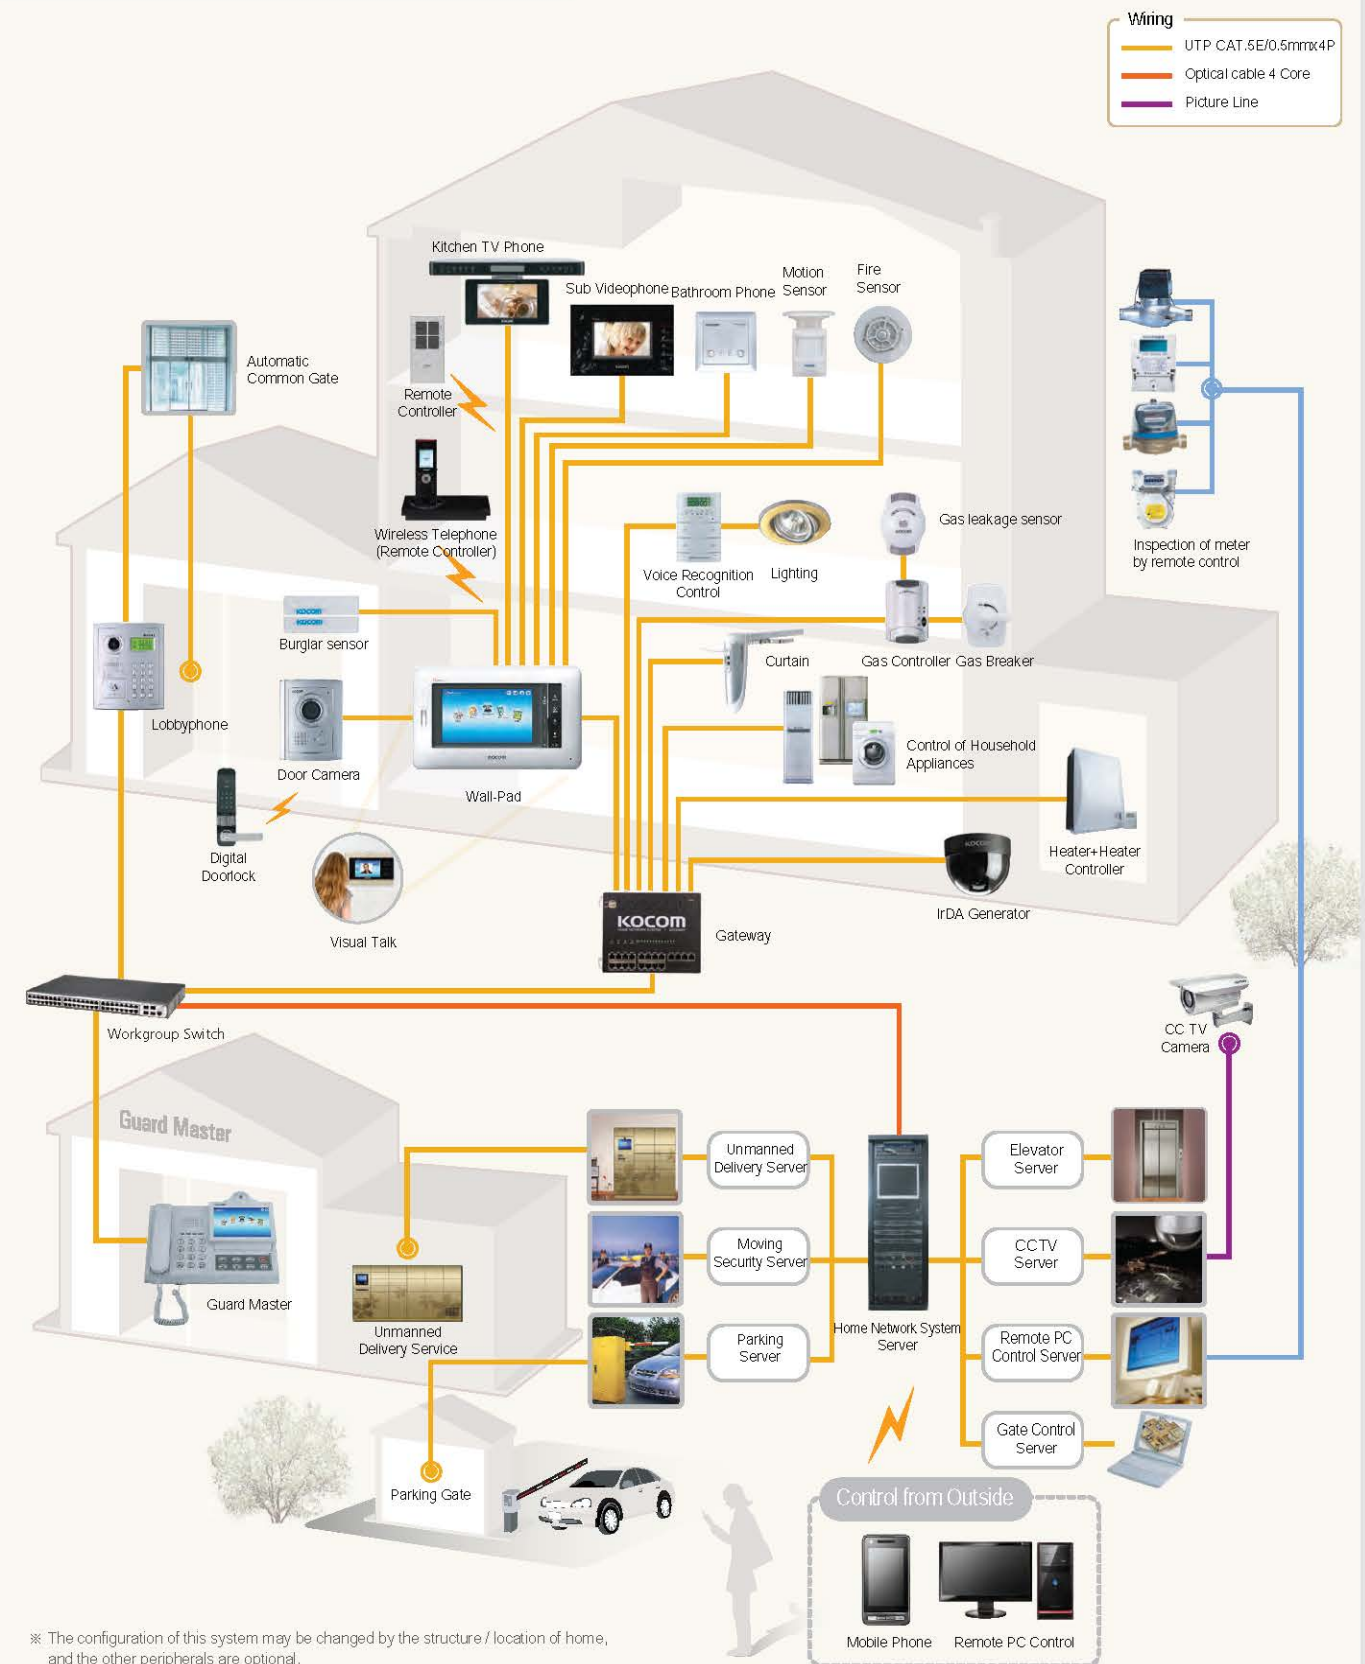 Wiring
UTP CAT.5E/0.5mmx4P
Optical cable 4 Core
Picture Line
Kitchen TV Phone
Sub Videophone
Bathroom Phone
Motion
Sensor
Fire
Sensor
Automatic
Common Gate
Remote
Controller
Wireless Telephone
(Remote Controller)
Voice Recognition
Control
Lighting
Gas leakage sensor
Inspection of meter
by remote control
KOCOM
KOCOM
Burglar sensor
Curtain
Gas Controller
Gas Breaker
Lobbyphone
Door Camera
KOCOM
Wall-Pad
Control of Household
Appliances
Digital
Doorlock
Visual Talk
KOCOM
Gateway
KOCOM
IrDA Generator
Heater+Heater
Controller
Workgroup Switch
CC TV
Camera
Guard Master
Guard Master
Unmanned
Delivery Service
Unmanned
Delivery Server
Moving
Security Server
Parking
Server
Home Network System
Server
Elevator
Server
CCTV
Server
Remote PC
Control Server
Gate Control
Server
Parking Gate
Control from Outside
Mobile Phone
Remote PC Control
※ The configuration of this system may be changed by the structure / location of home,
and the other peripherals are optional.